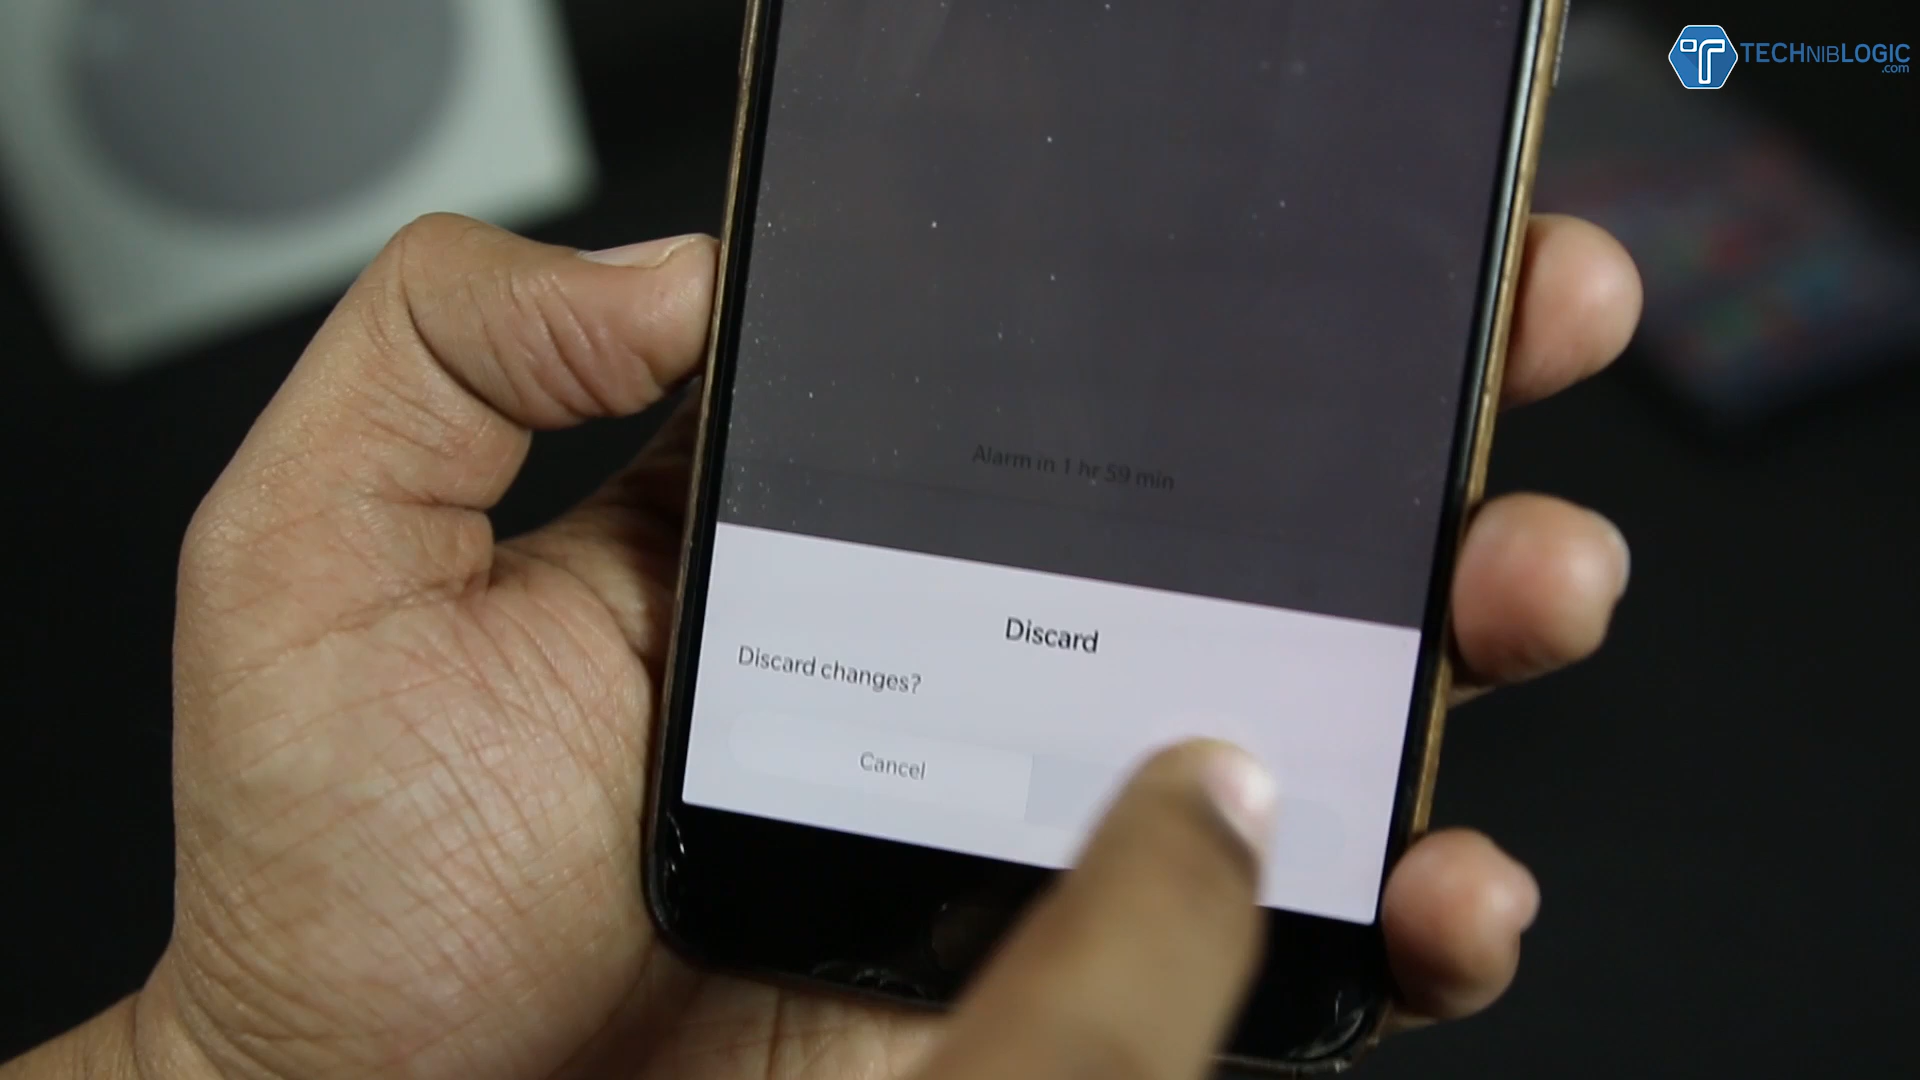 TECHNIBLOGIC
.com
Alarm in 1 hr 59 min
Discard
Discard changes?
Cancel